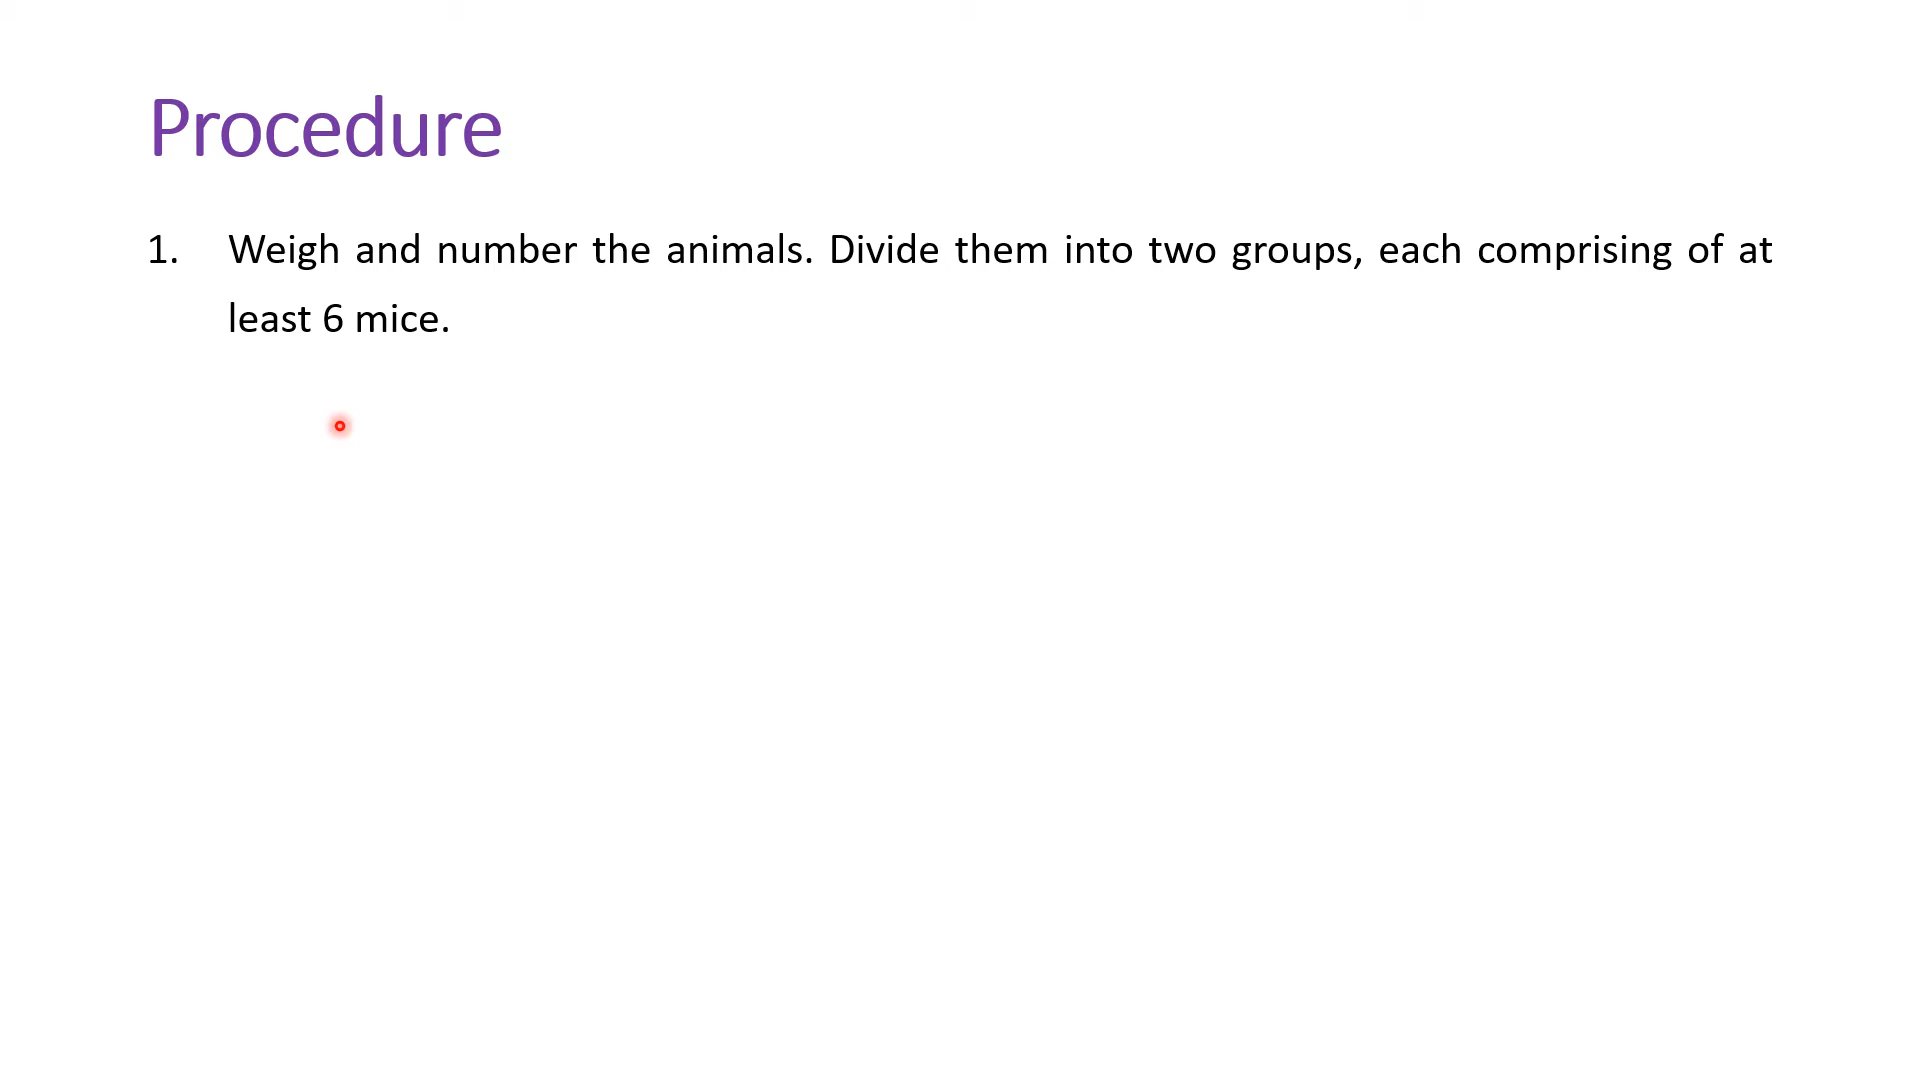 Procedure
1. Weigh and number the animals. Divide them into two groups, each comprising of at
least 6 mice.